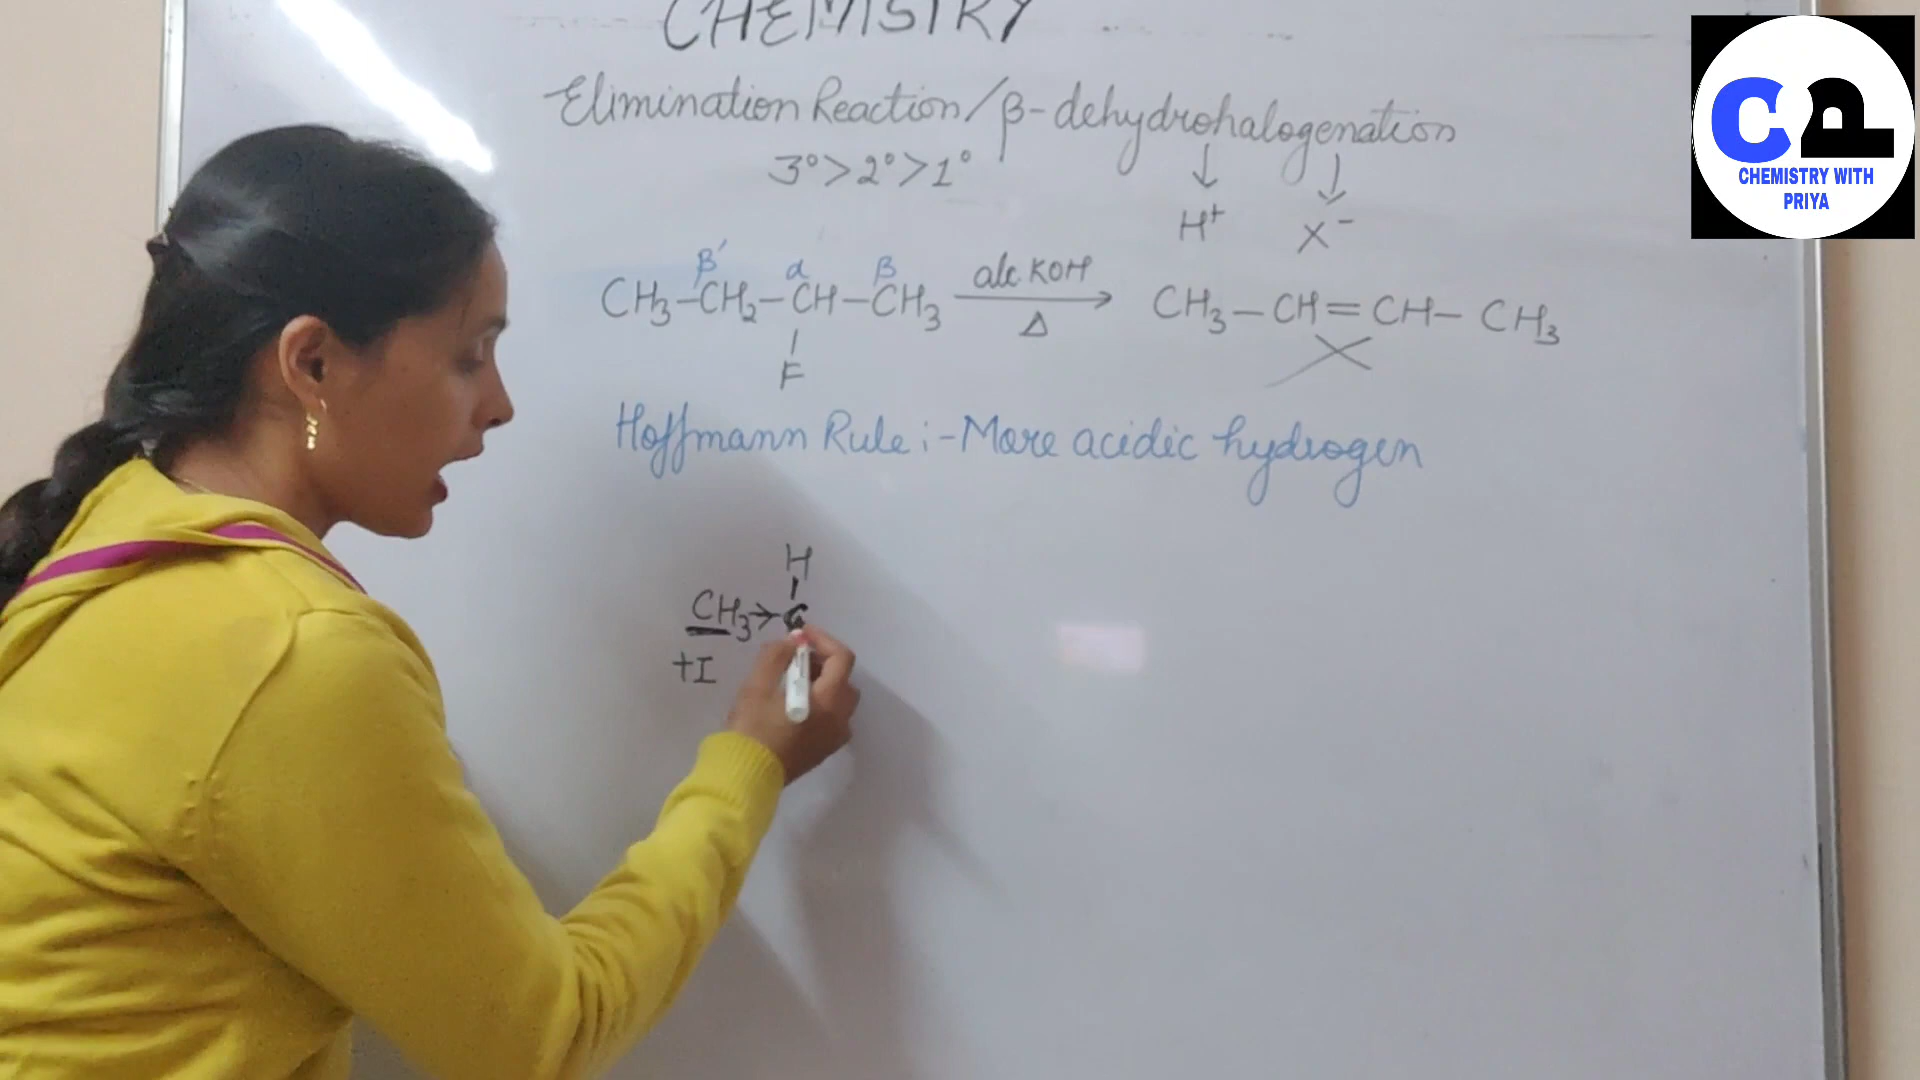 CHEMISTRY
Elimination Reaction/β-dehydrohalogenation
3°>2°>1°
↓ ↓
H⁺ X⁻
β' α β
CH₃-CH₂-CH-CH₃ alc KOH → Δ CH₃-CH=CH-CH₃
F
Hoffmann Rule:-More acidic hydrogen
H
CH₃→C
+I
CP
CHEMISTRY WITH
PRIYA